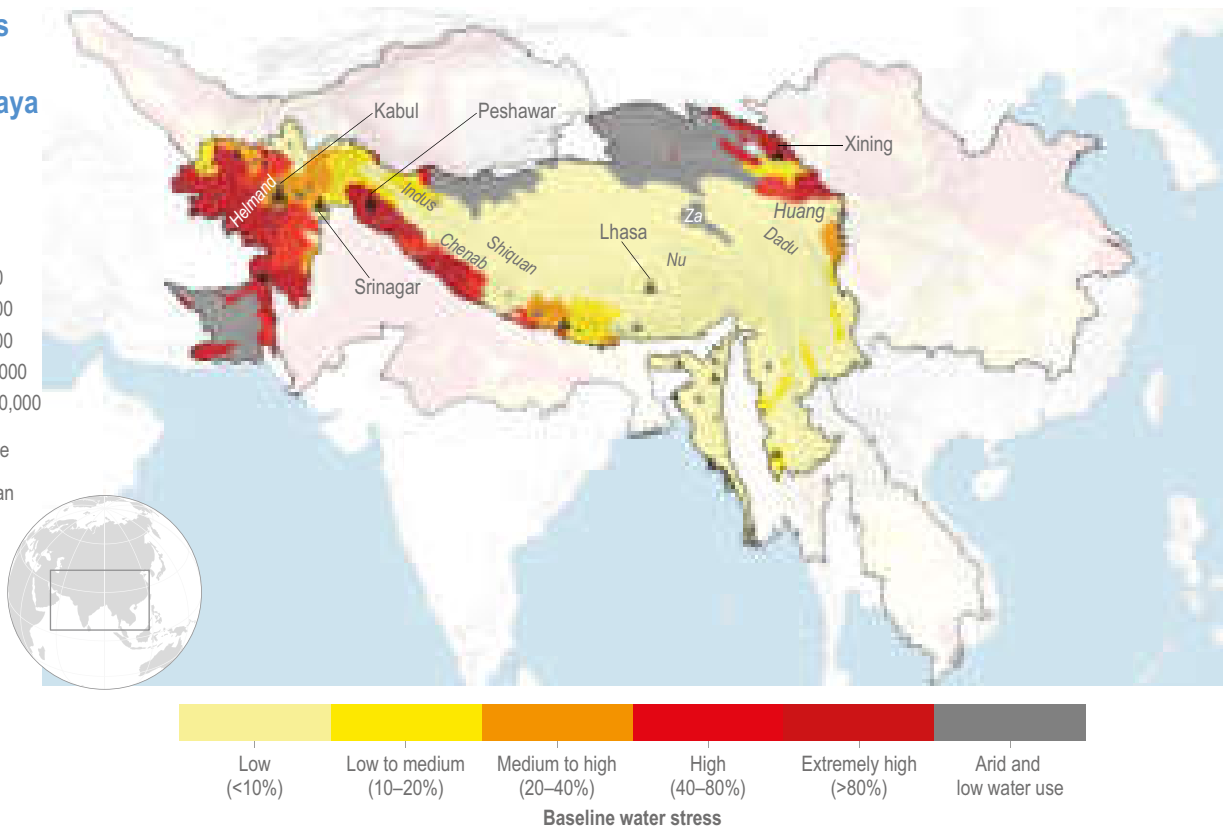 s
aya
Kabul
Peshawar
Xining
Helmand
Indus
Huang
Za
Lhasa
Dadu
Chenab
Shiquan
Nu
Srinagar
0
00
00
000
0,000
e
an
Low
(<10%)
Low to medium
(10–20%)
Medium to high
(20–40%)
High
(40–80%)
Extremely high
(>80%)
Arid and
low water use
Baseline water stress